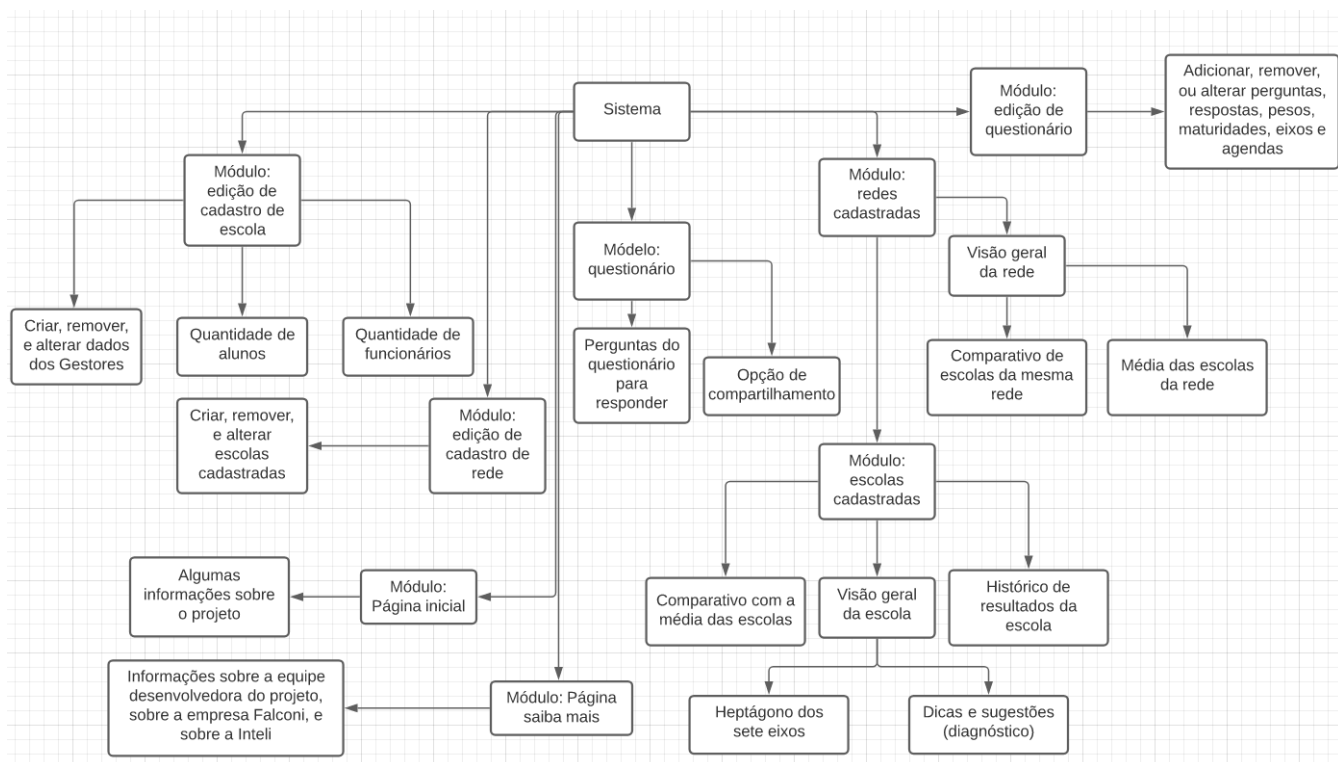 Sistema
Módulo:
edição de
questionário
Adicionar, remover,
ou alterar perguntas,
respostas, pesos,
maturidades, eixos e
agendas
Módulo:
edição de
cadastro de
escola
Módulo:
redes
cadastradas
Módelo:
questionário
Visão geral
da rede
Criar, remover,
e alterar dados
dos Gestores
Quantidade de
alunos
Quantidade de
funcionários
Perguntas do
questionário
para
responder
Opção de
compartilhamento
Comparativo de
escolas da mesma
rede
Média das escolas
da rede
Criar, remover,
e alterar
escolas
cadastradas
Módulo:
edição de
cadastro de
rede
Módulo:
escolas
cadastradas
Algumas
informações sobre
o projeto
Módulo:
Página inicial
Comparativo com a
média das escolas
Visão geral
da escola
Histórico de
resultados da
escola
Informações sobre a equipe
desenvolvedora do projeto,
sobre a empresa Falconi, e
sobre a Inteli
Módulo: Página
saiba mais
Heptágono dos
sete eixos
Dicas e sugestões
(diagnóstico)